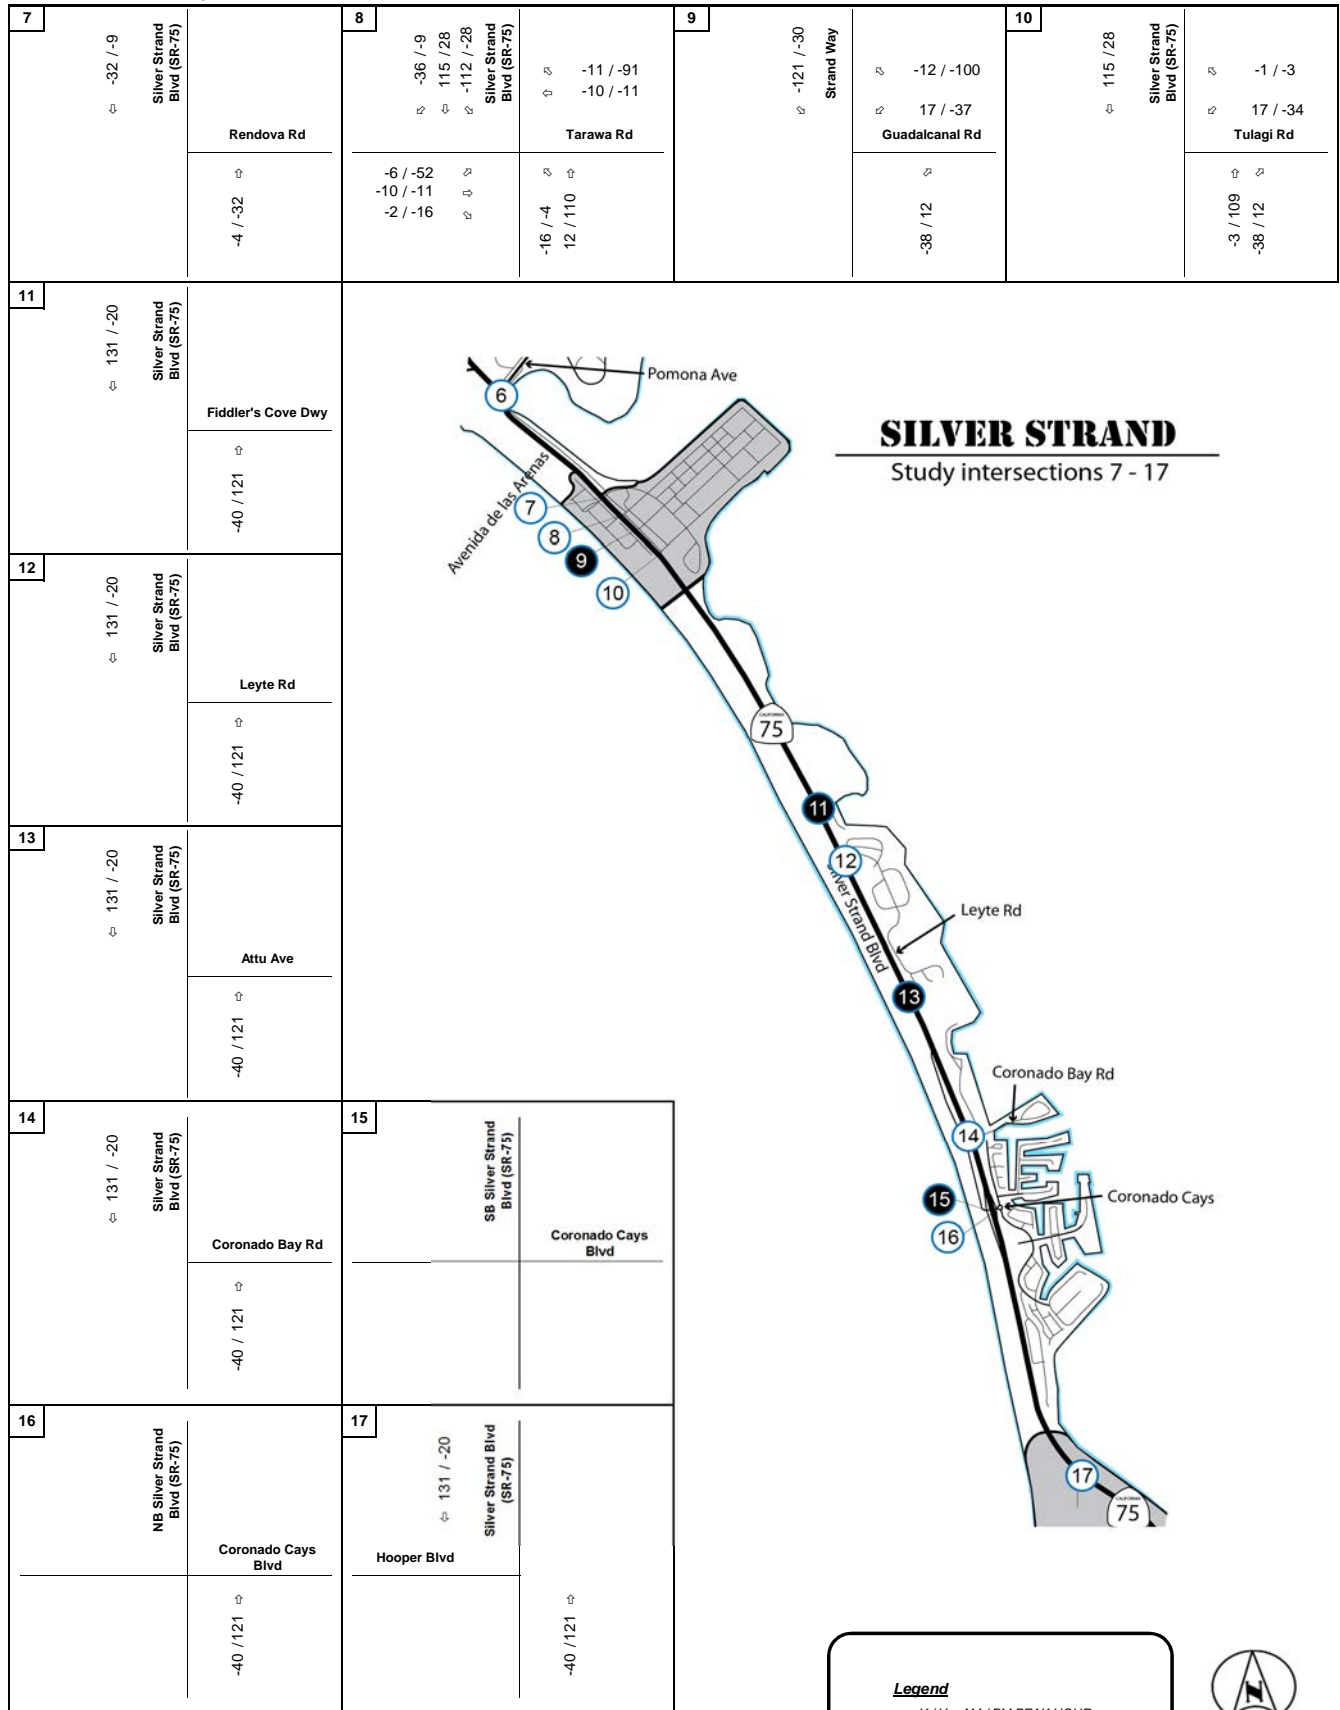 7
-32 / -9
Silver Strand
Blvd (SR-75)
Rendova Rd
-4 / -32
8
-36 / -9
115 / 28
-112 / -28
Silver Strand
Blvd (SR-75)
-11 / -91
-10 / -11
Tarawa Rd
-6 / -52
-10 / -11
-2 / -16
-16 / -4
12 / 110
9
-121 / -30
Strand Way
-12 / -100
17 / -37
Guadalcanal Rd
-38 / 12
10
115 / 28
Silver Strand
Blvd (SR-75)
-1 / -3
17 / -34
Tulagi Rd
-3 / 109
-38 / 12
11
131 / -20
Silver Strand
Blvd (SR-75)
Fiddler's Cove Dwy
-40 / 121
12
131 / -20
Silver Strand
Blvd (SR-75)
Leyte Rd
-40 / 121
13
131 / -20
Silver Strand
Blvd (SR-75)
Attu Ave
-40 / 121
14
131 / -20
Silver Strand
Blvd (SR-75)
Coronado Bay Rd
-40 / 121
15
SB Silver Strand
Blvd (SR-75)
Coronado Cays
Blvd
16
NB Silver Strand
Blvd (SR-75)
Coronado Cays
Blvd
-40 / 121
17
131 / -20
Silver Strand Blvd
(SR-75)
Hooper Blvd
-40 / 121
SILVER STRAND
Study intersections 7 - 17
Pomona Ave
6
Avenida de las Arenas
7
8
9
10
CALIFORNIA
75
11
12
Silver Strand Blvd
Leyte Rd
13
Coronado Bay Rd
14
15
Coronado Cays
16
17
CALIFORNIA
75
Legend
N